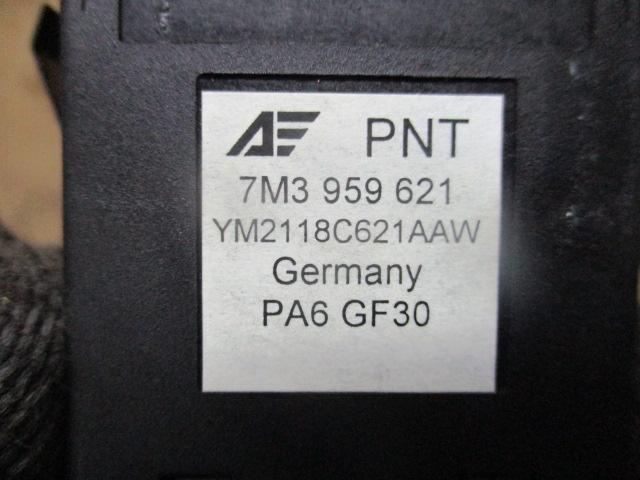 AE PNT
7M3 959 621
YM2118C621AAW
Germany
PA6 GF30